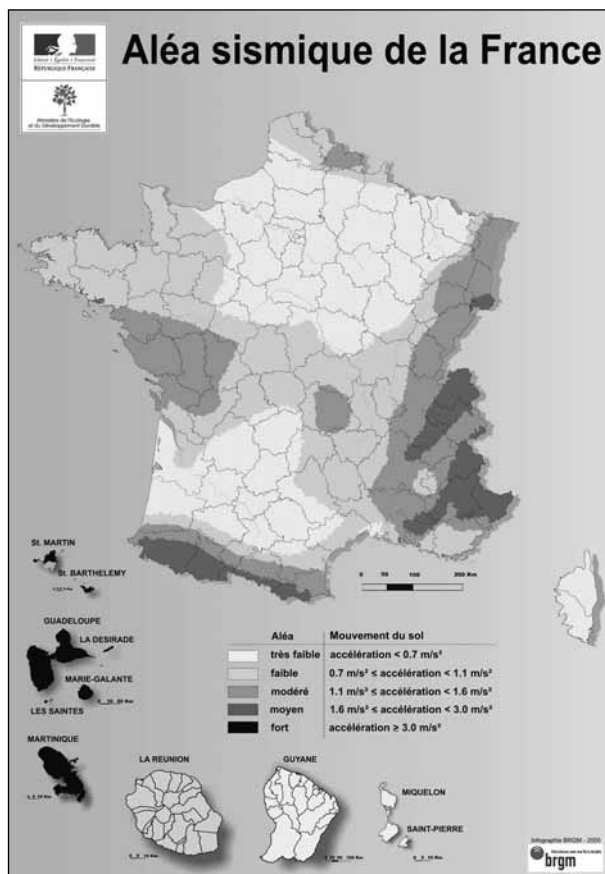 Aléa sismique de la France
Liberté • Égalité • Fraternité
RÉPUBLIQUE FRANÇAISE
Ministère de l'Ecologie
et du Développement Durable
St. MARTIN
St. BARTHELEMY
GUADELOUPE
LA DESIRADE
MARIE-GALANTE
LES SAINTES
MARTINIQUE
0 50 100 200 Km
Aléa Mouvement du sol
très faible accélération < 0.7 m/s²
faible 0.7 m/s² ≤ accélération < 1.1 m/s²
modéré 1.1 m/s² ≤ accélération < 1.6 m/s²
moyen 1.6 m/s² ≤ accélération < 3.0 m/s²
fort accélération ≥ 3.0 m/s²
LA REUNION
GUYANE
MIQUELON
SAINT-PIERRE
Infographie BRGM - 2005
brgm